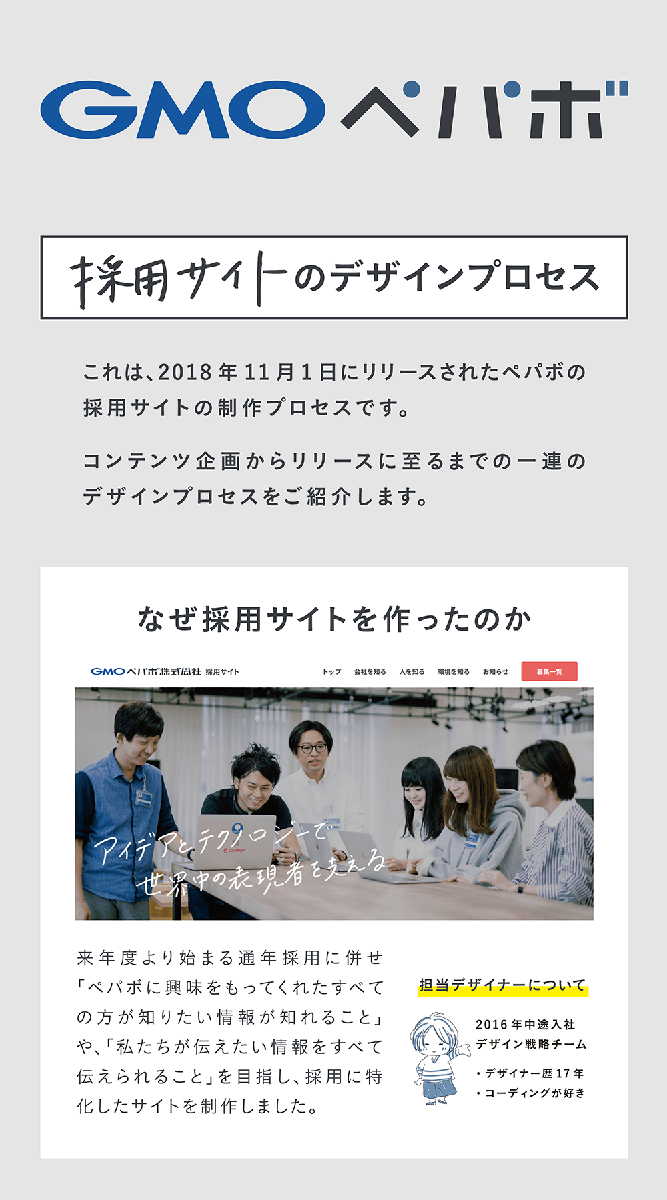 GMOペパボ
採用サイトのデザインプロセス
これは、2018年11月1日にリリースされたペパボの
採用サイトの制作プロセスです。
コンテンツ企画からリリースに至るまでの一連の
デザインプロセスをご紹介します。
なぜ採用サイトを作ったのか
GMOペパボ株式会社 採用サイト トップ 会社を知る 人を知る 環境を知る お知らせ 募集一覧
アイデアとテクノロジーで
世界中の表現者を支える
来年度より始まる通年採用に併せ
「ペパボに興味をもってくれたすべて
の方が知りたい情報が知れること」
や、「私たちが伝えたい情報をすべて
伝えられること」を目指し、採用に特
化したサイトを制作しました。
担当デザイナーについて
2016年中途入社
デザイン戦略チーム
・デザイナー歴17年
・コーディングが好き